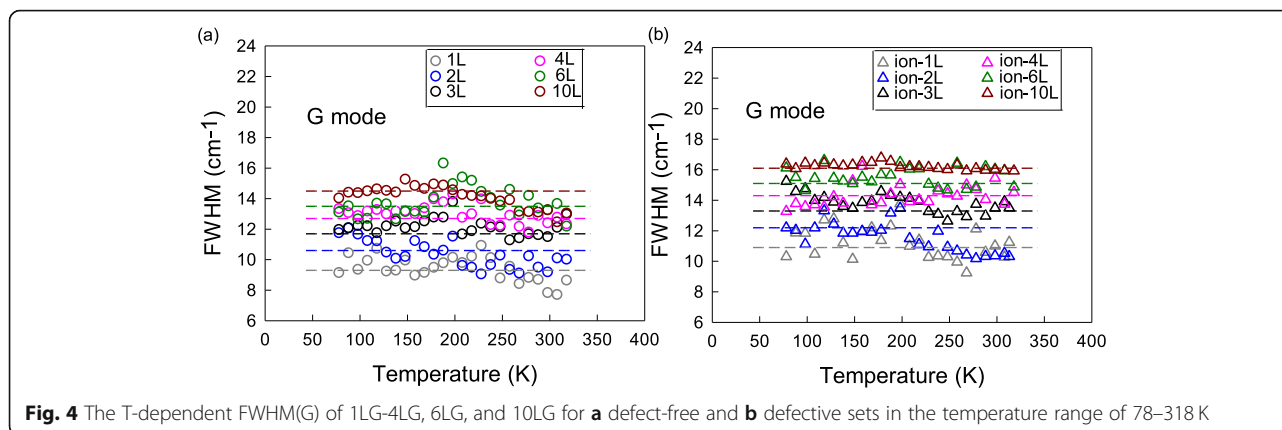 (a)
24
22
20
18
16
14
12
10
8
6
FWHM (cm-1)
1L 4L
2L 6L
3L 10L
G mode
0 50 100 150 200 250 300 350 400
Temperature (K)
(b)
24
22
20
18
16
14
12
10
8
6
FWHM (cm-1)
ion-1L ion-4L
ion-2L ion-6L
ion-3L ion-10L
G mode
0 50 100 150 200 250 300 350 400
Temperature (K)
Fig. 4 The T-dependent FWHM(G) of 1LG-4LG, 6LG, and 10LG for a defect-free and b defective sets in the temperature range of 78–318 K